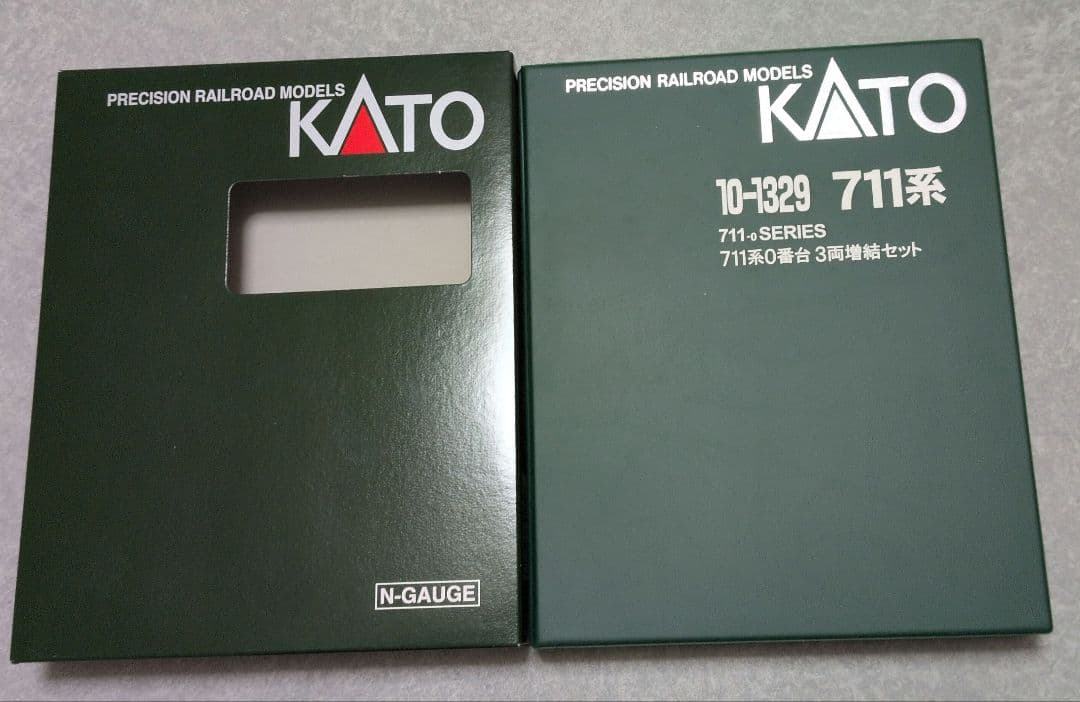 PRECISION RAILROAD MODELS
KATO
N-GAUGE
PRECISION RAILROAD MODELS
KATO
10-1329 711系
711-0 SERIES
711系0番台 3両増結セット